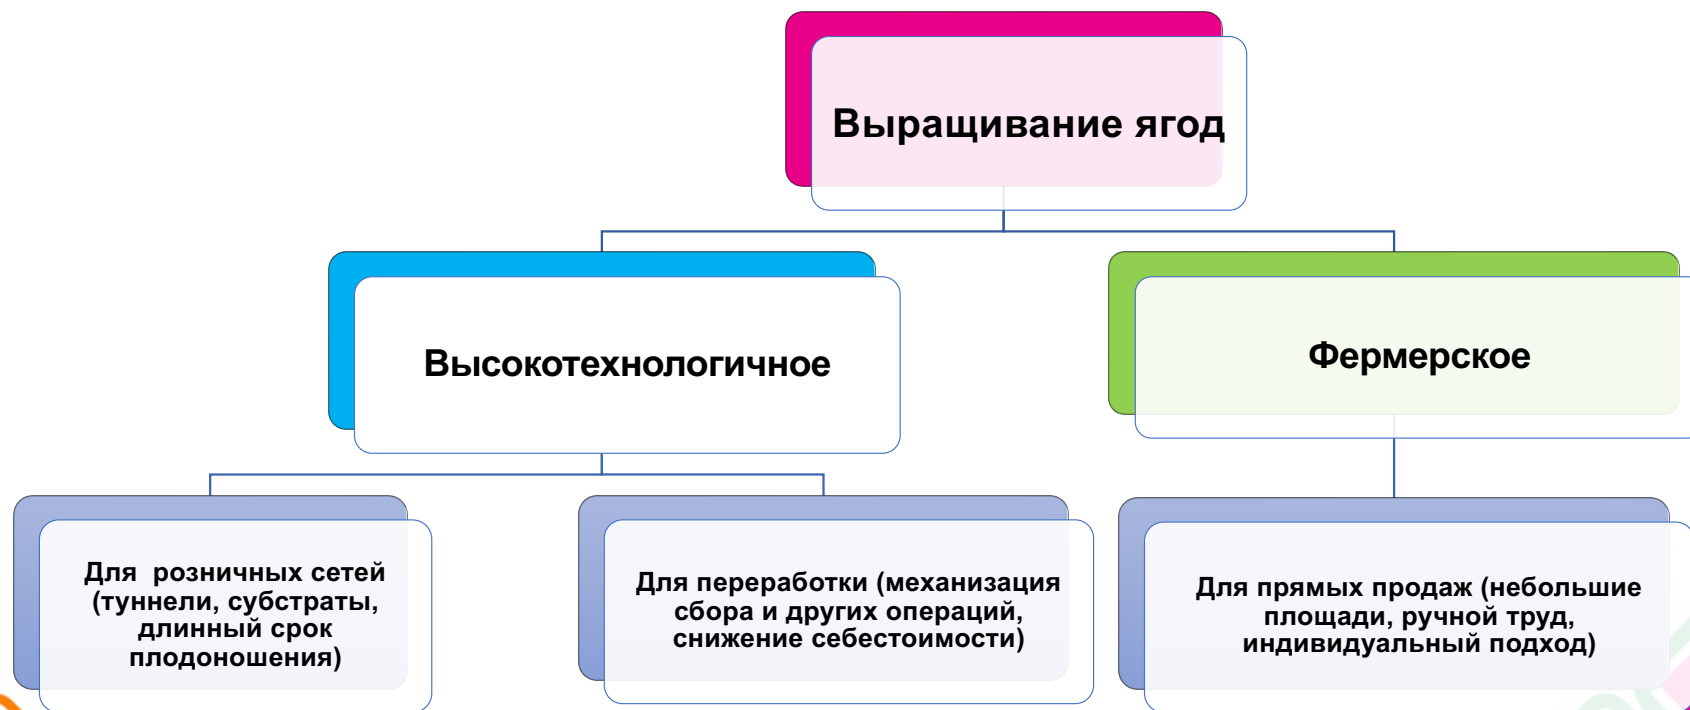 Выращивание ягод
Высокотехнологичное
Фермерское
Для розничных сетей
(туннели, субстраты,
длинный срок
плодоношения)
Для переработки (механизация
сбора и других операций,
снижение себестоимости)
Для прямых продаж (небольшие
площади, ручной труд,
индивидуальный подход)